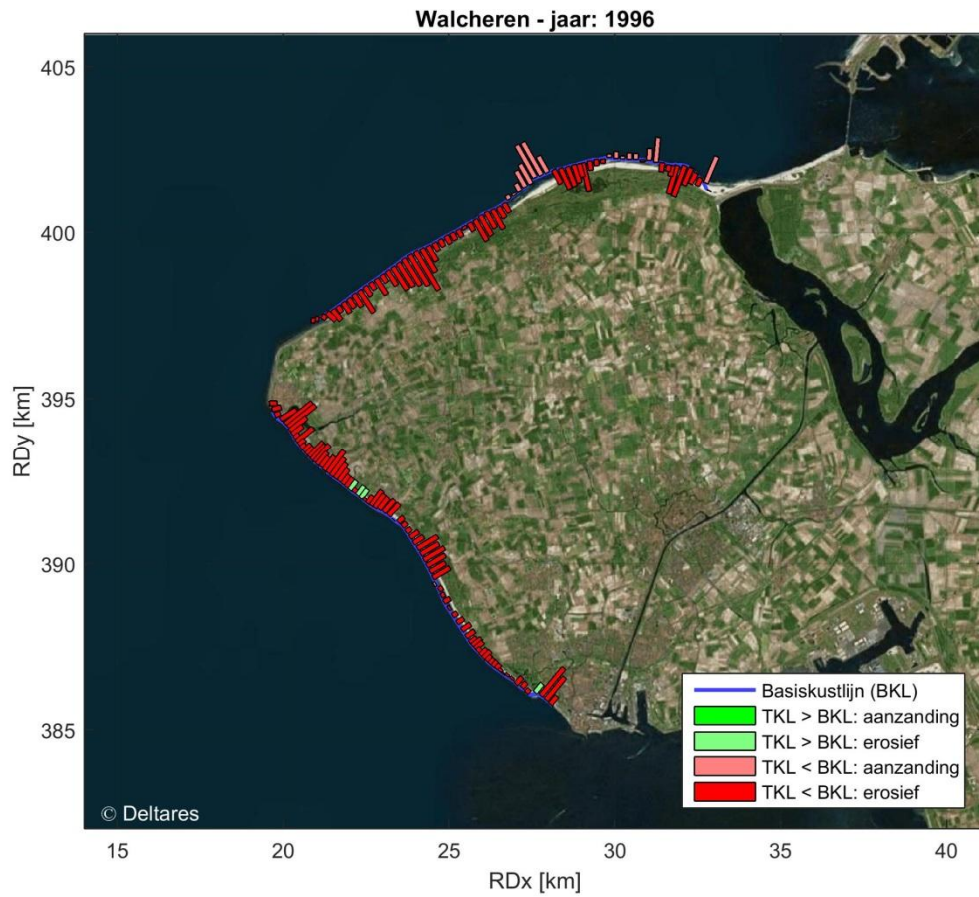 Walcheren - jaar: 1996
405
400
395
390
385
RDy [km]
Basiskustlijn (BKL)
TKL > BKL: aanzanding
TKL > BKL: erosief
TKL < BKL: aanzanding
TKL < BKL: erosief
© Deltares
15 20 25 30 35 40
RDx [km]